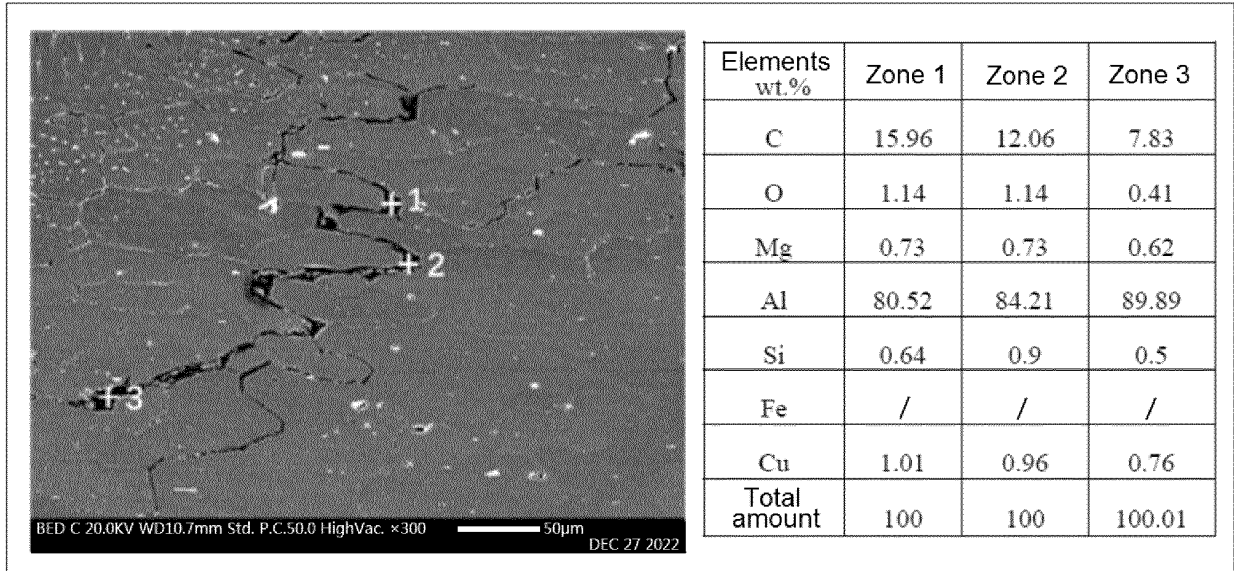 1
2
3
BED C 20.0KV WD10.7mm Std. P.C.50.0 HighVac. ×300 50µm
DEC 27 2022
Elements wt.% Zone 1 Zone 2 Zone 3
C 15.96 12.06 7.83
O 1.14 1.14 0.41
Mg 0.73 0.73 0.62
Al 80.52 84.21 89.89
Si 0.64 0.9 0.5
Fe / / /
Cu 1.01 0.96 0.76
Total amount 100 100 100.01